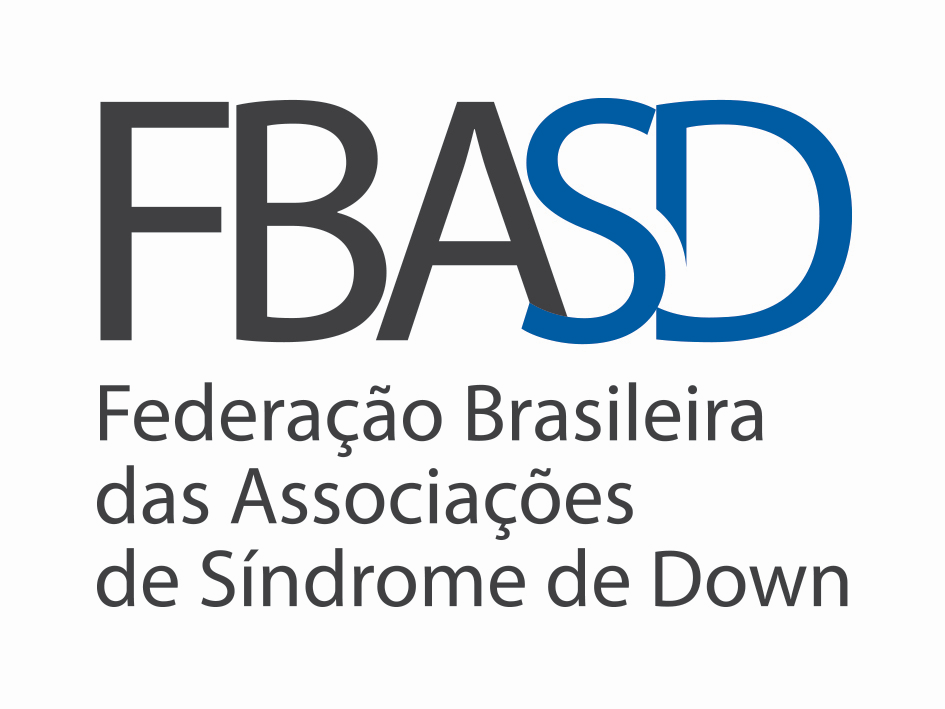 FBASD
Federação Brasileira
das Associações
de Síndrome de Down